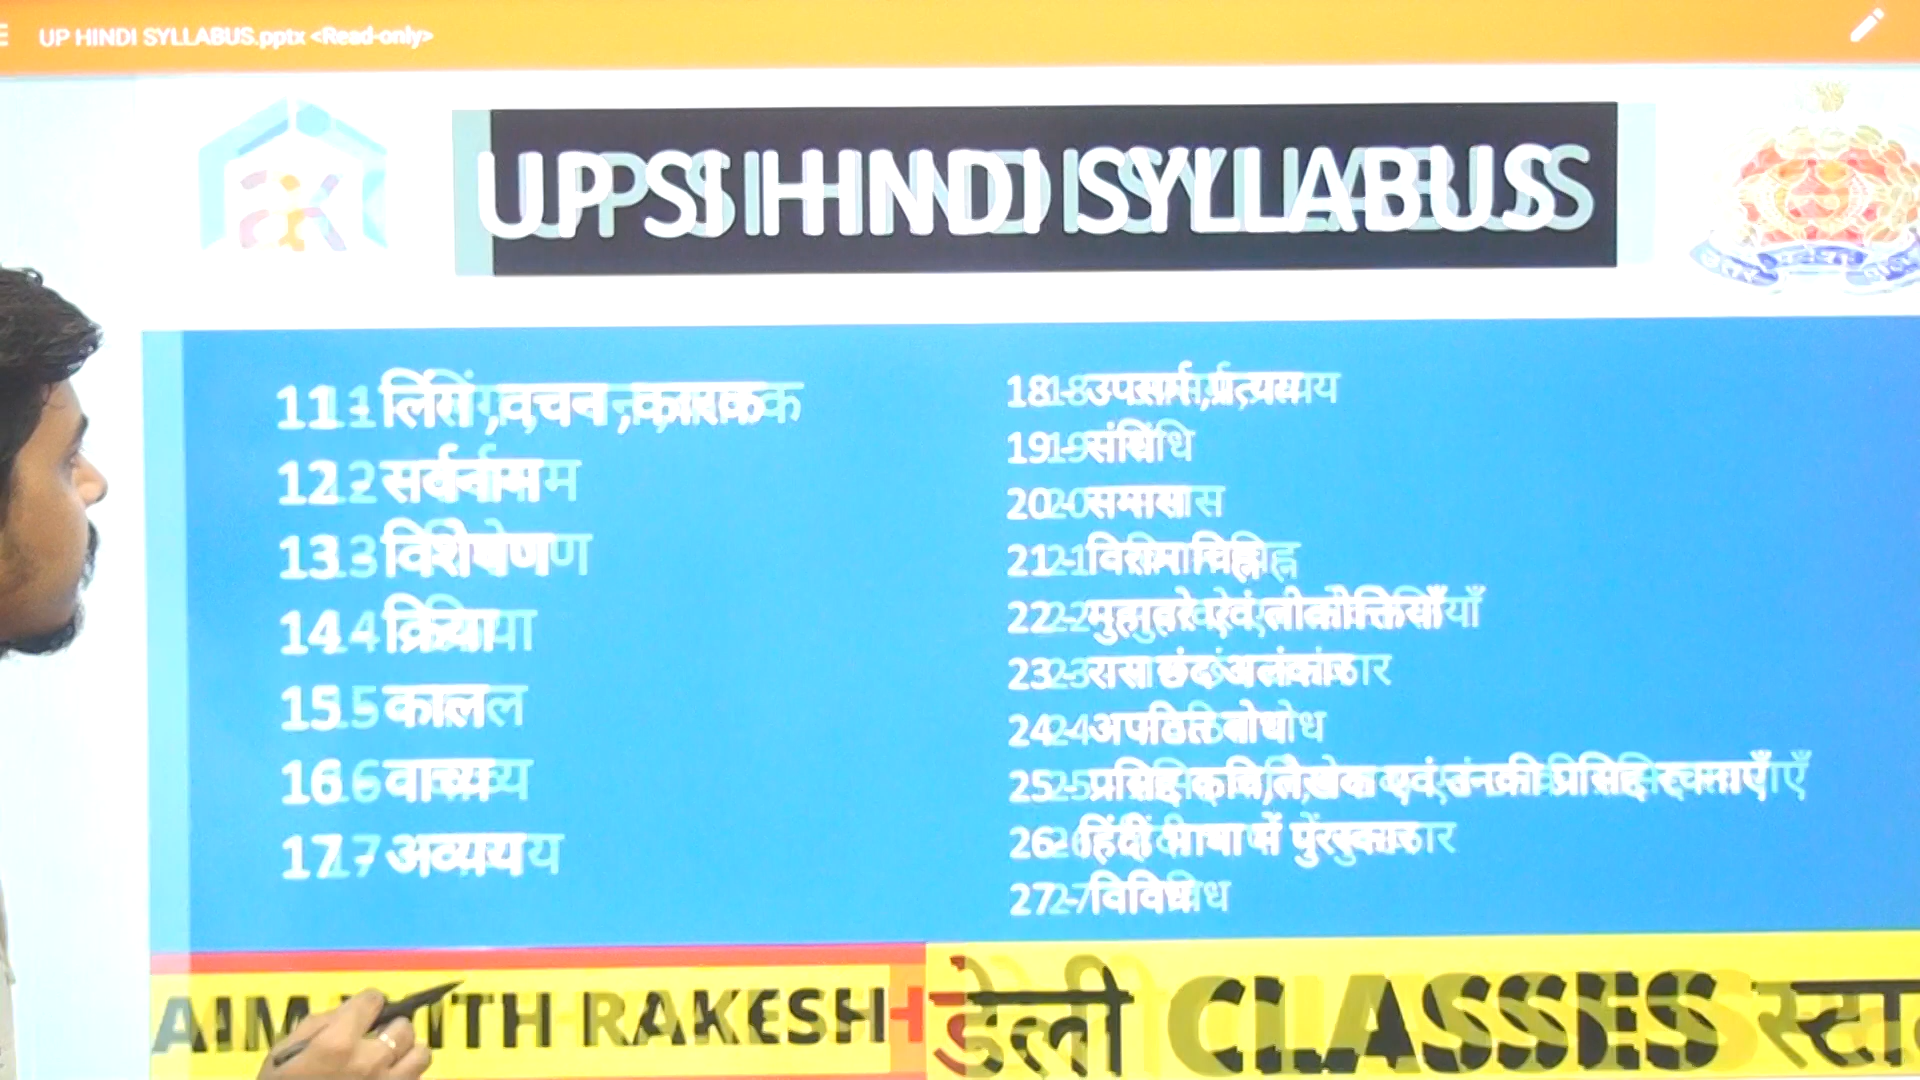 UP HINDI SYLLABUS.pptx <Read-only>
UP SI HINDI SYLLABUS
11 - लिंग ,वचन ,कारक
12 - सर्वनाम
13 - विशेषण
14 - क्रिया
15 काल
16 वाच्य
17 - अव्यय
18 - उपसर्ग,प्रत्यय
19 - संधि
20 - समास
21 - विराम चिह्न
22 - मुहावरे एवं लोकोक्तियाँ
23 - रस छंद अलंकार
24 - अपठित बोध
25 - प्रसिद्द कवि,लेखक एवं उनकी प्रसिद्द रचनाएँ
26 - हिंदी भाषा में पुरस्कार
27 - विविध
AIM WITH RAKESH
डेली CLASSES